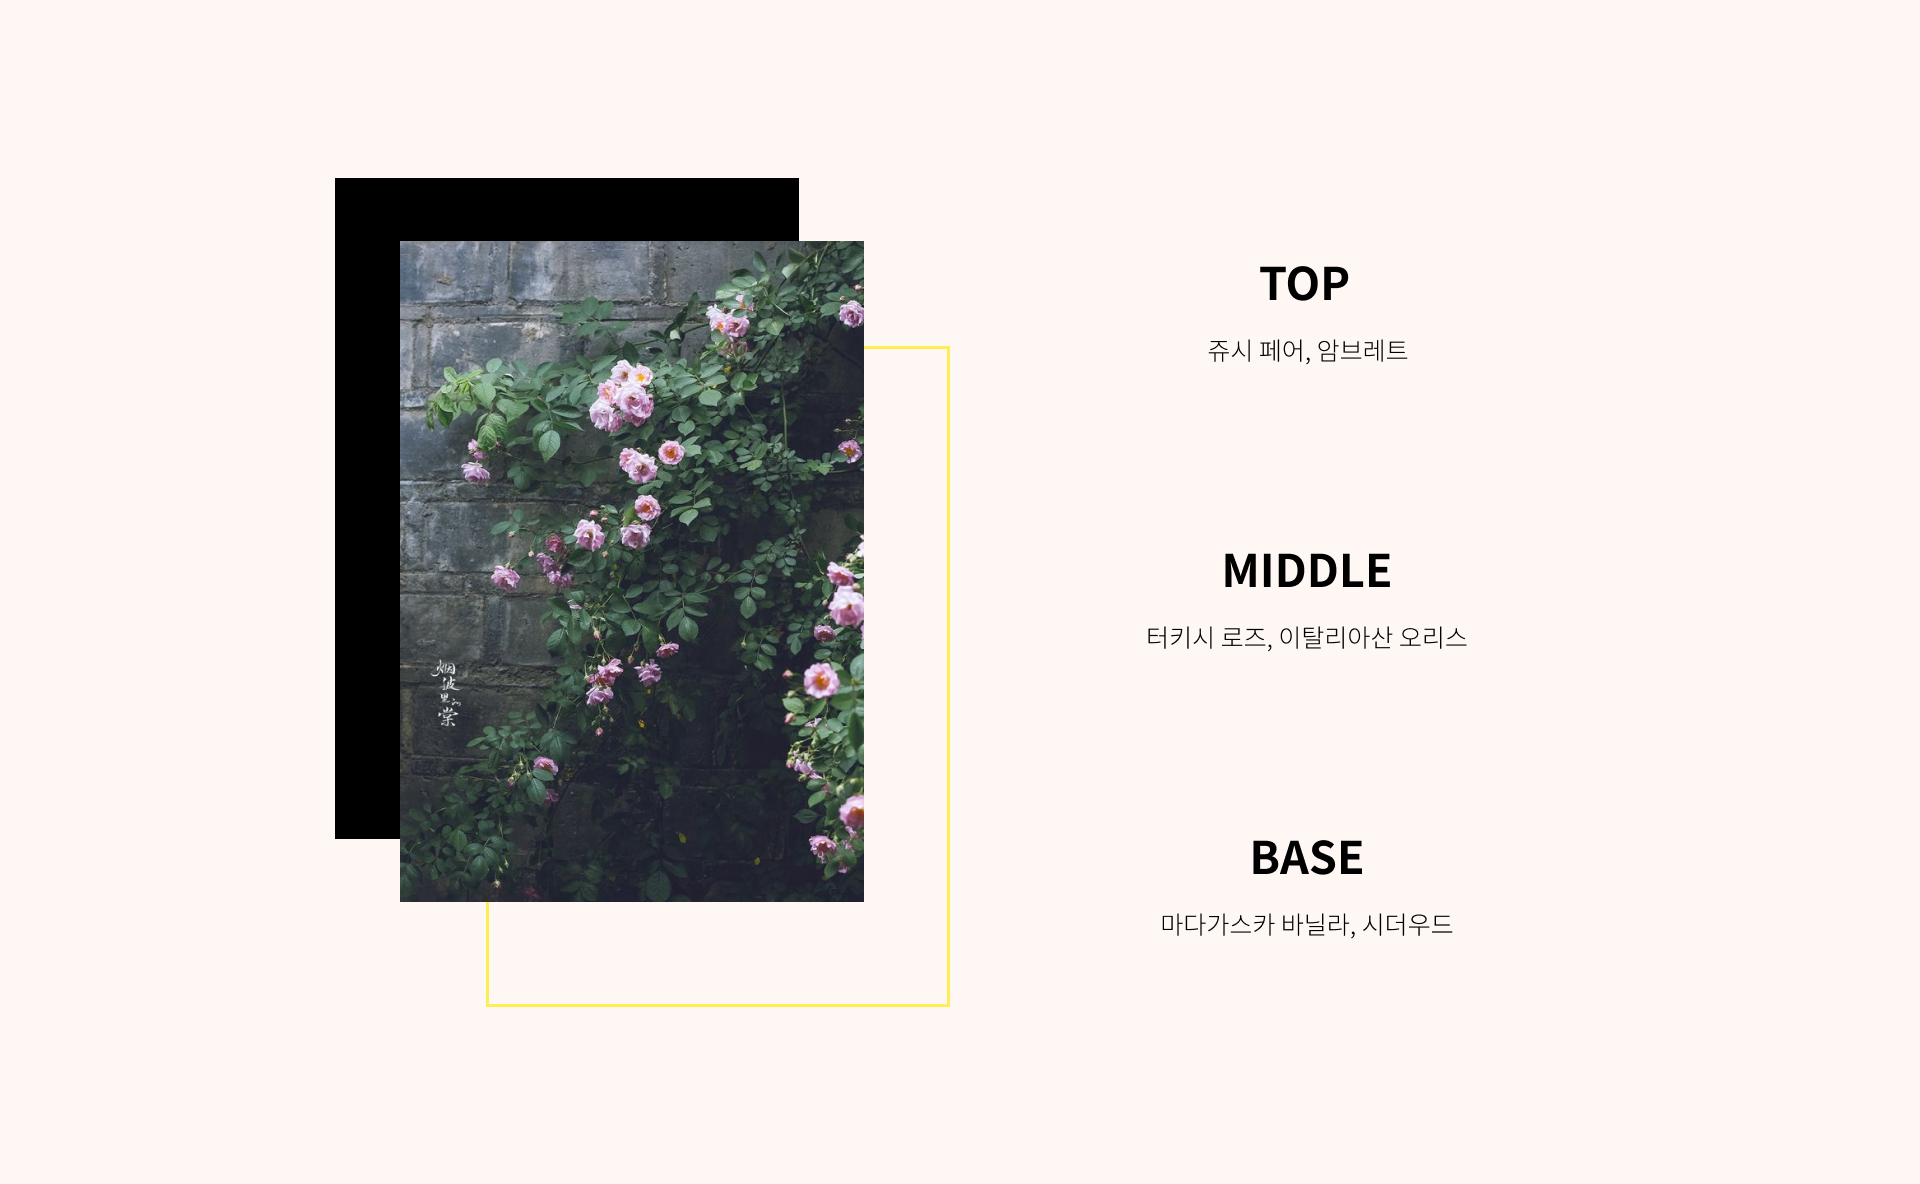 TOP
쥬시 페어, 암브레트
MIDDLE
터키시 로즈, 이탈리아산 오리스
BASE
마다가스카 바닐라, 시더우드
烟
波
里
棠